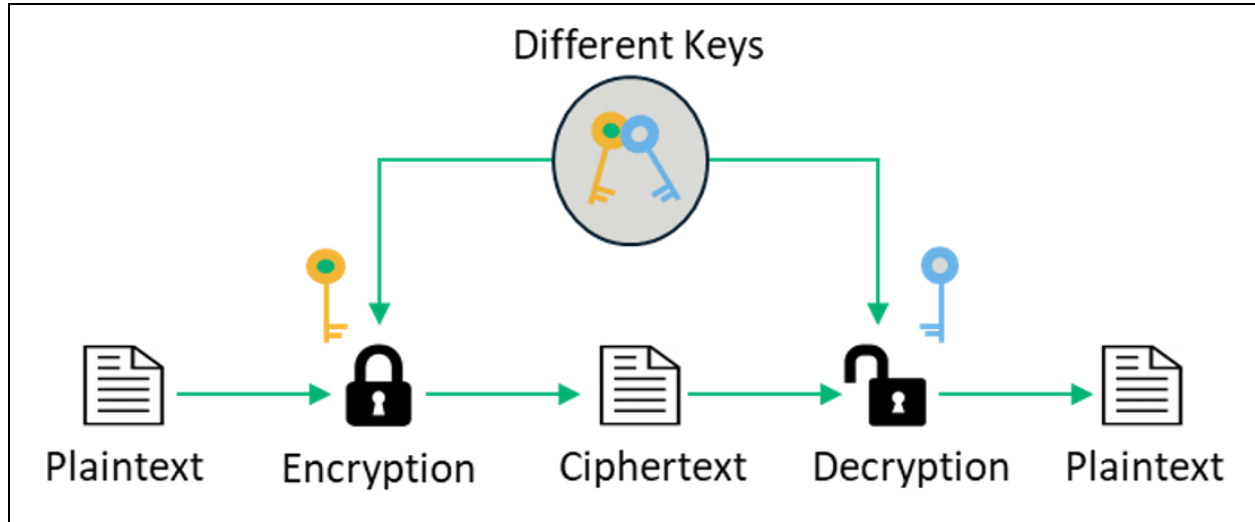 Different Keys
Plaintext
Encryption
Ciphertext
Decryption
Plaintext